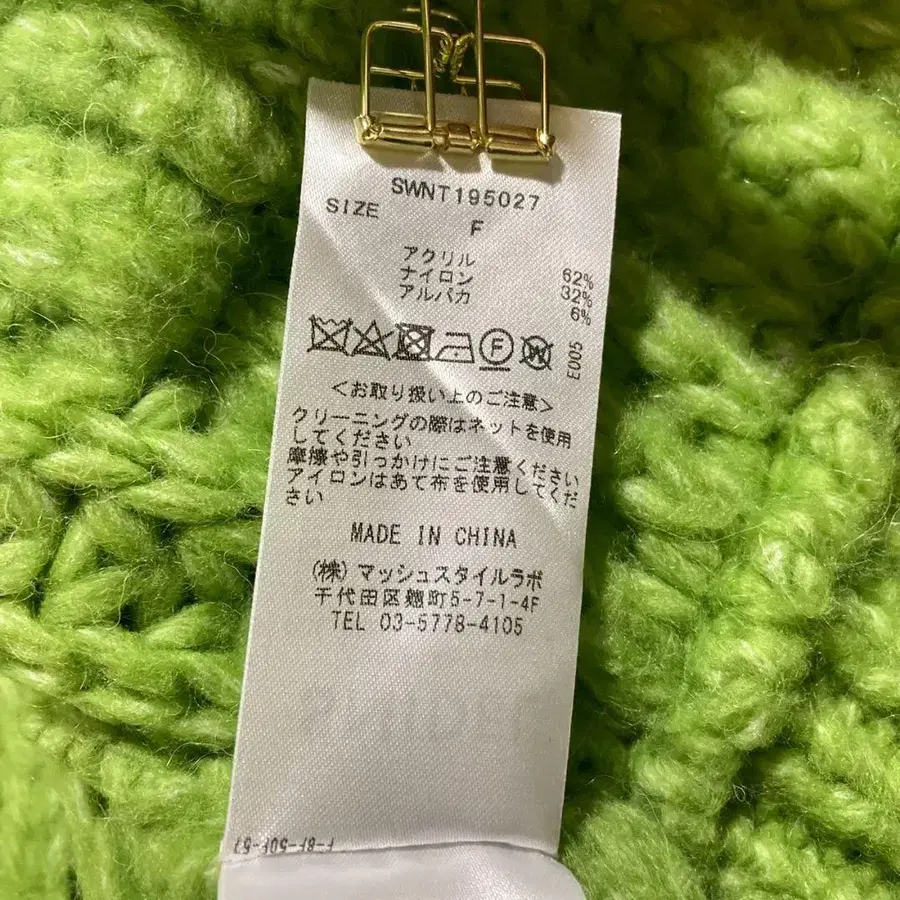 SWNT195027
SIZE
F
アクリル 62%
ナイロン 32%
アルパカ 6%
F W E005
<お取り扱い上のご注意>
クリーニングの際はネットを使用
してください
摩擦や引っかけにご注意ください
アイロンはあて布を使用してくだ
さい
MADE IN CHINA
(株)マッシュスタイルラボ
千代田区麹町5-7-1-4F
TEL 03-5778-4105